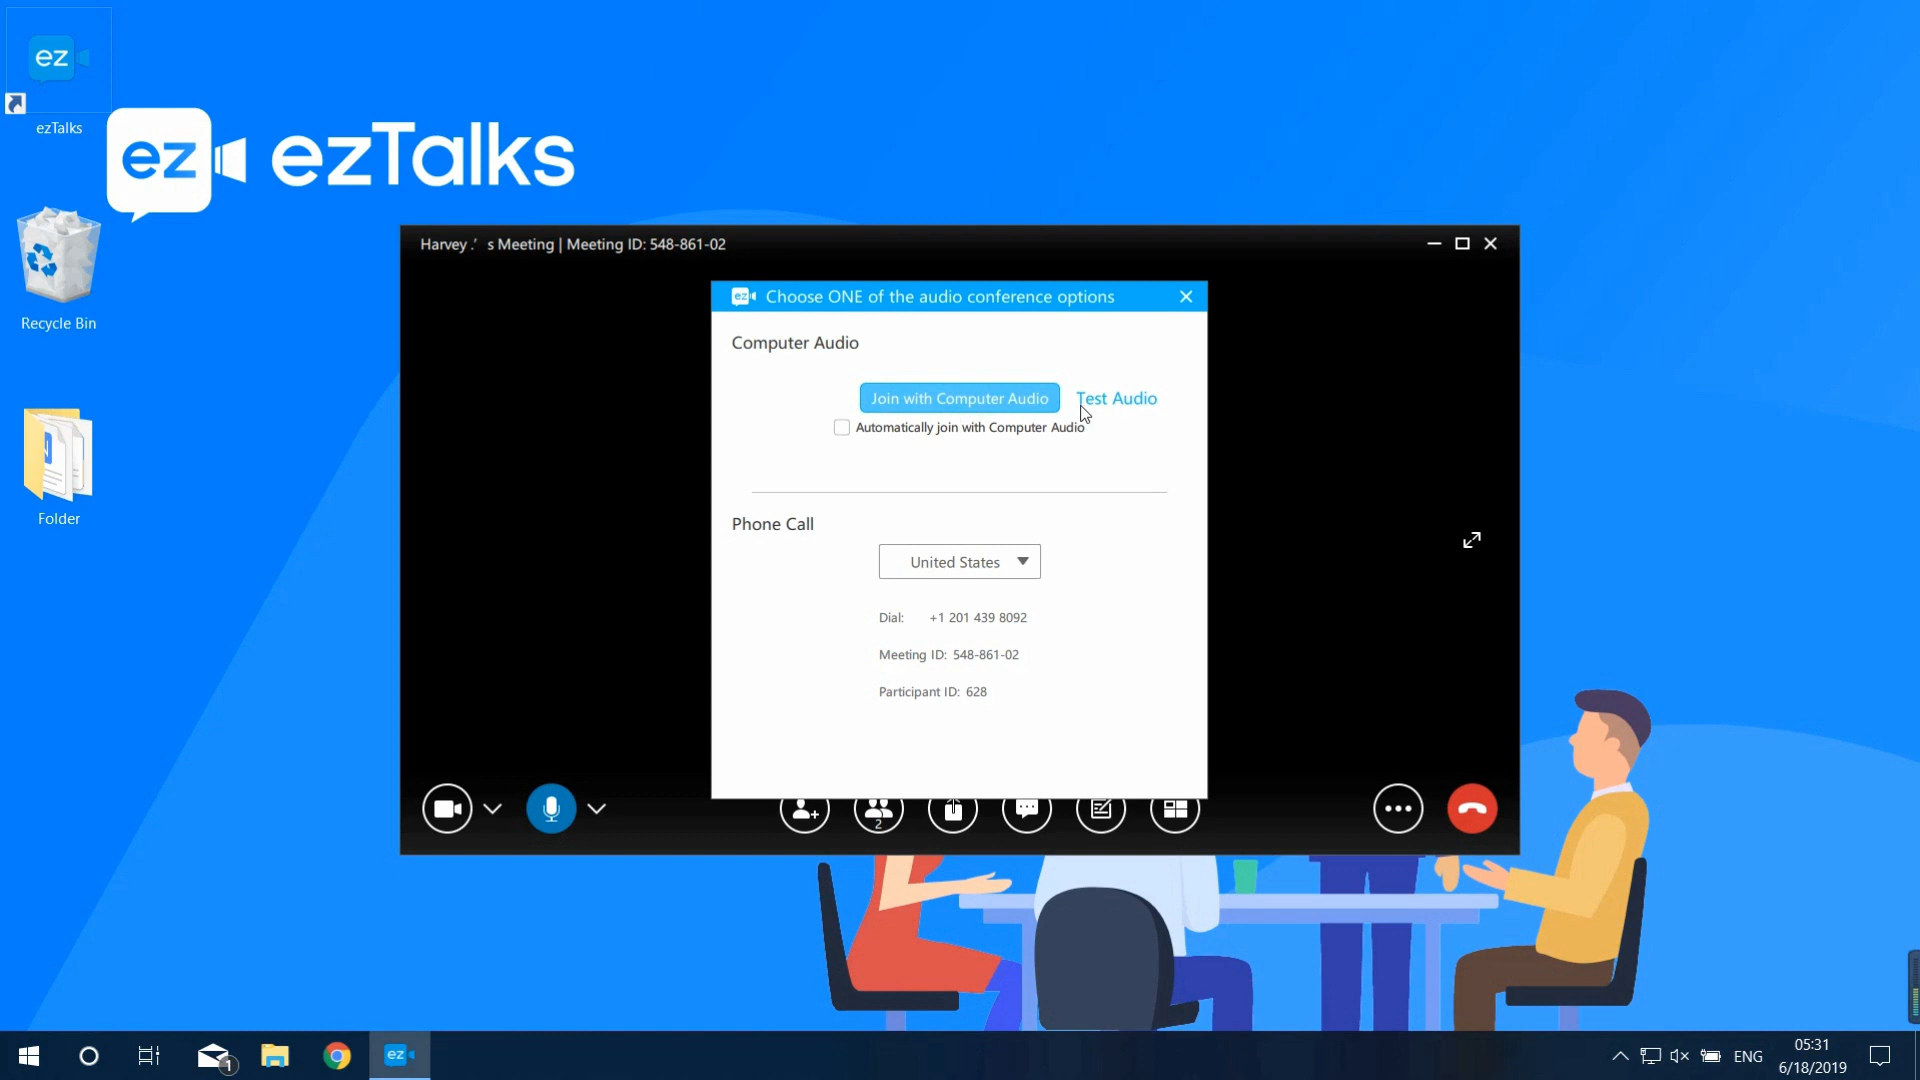 ez
ezTalks
ez ezTalks
Recycle Bin
Folder
Harvey .′ s Meeting | Meeting ID: 548-861-02
ez Choose ONE of the audio conference options
Computer Audio
Join with Computer Audio Test Audio
Automatically join with Computer Audio
Phone Call
United States
Dial: +1 201 439 8092
Meeting ID: 548-861-02
Participant ID: 628
2
1
ez
ENG
05:31
6/18/2019